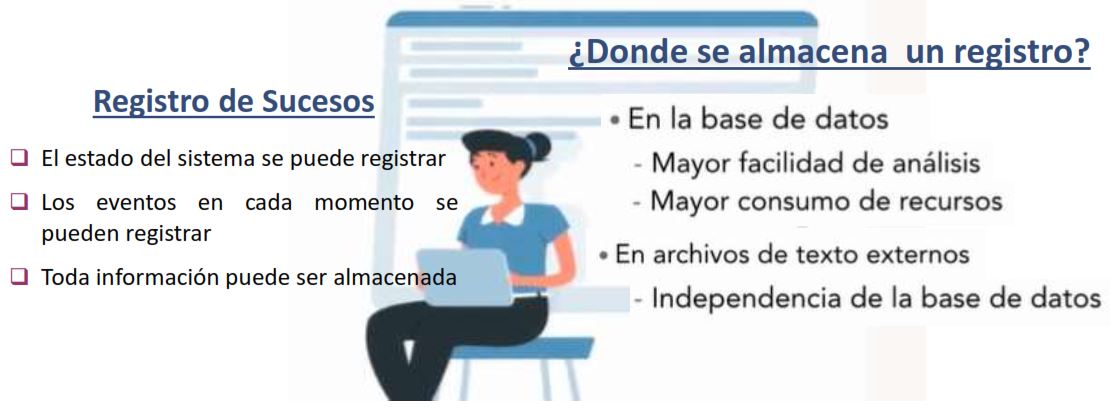 Registro de Sucesos
❑ El estado del sistema se puede registrar
❑ Los eventos en cada momento se
pueden registrar
❑ Toda información puede ser almacenada
¿Donde se almacena un registro?
• En la base de datos
- Mayor facilidad de análisis
- Mayor consumo de recursos
• En archivos de texto externos
- Independencia de la base de datos